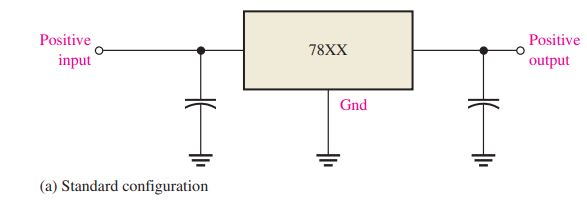 Positive
input
78XX
Positive
output
Gnd
(a) Standard configuration